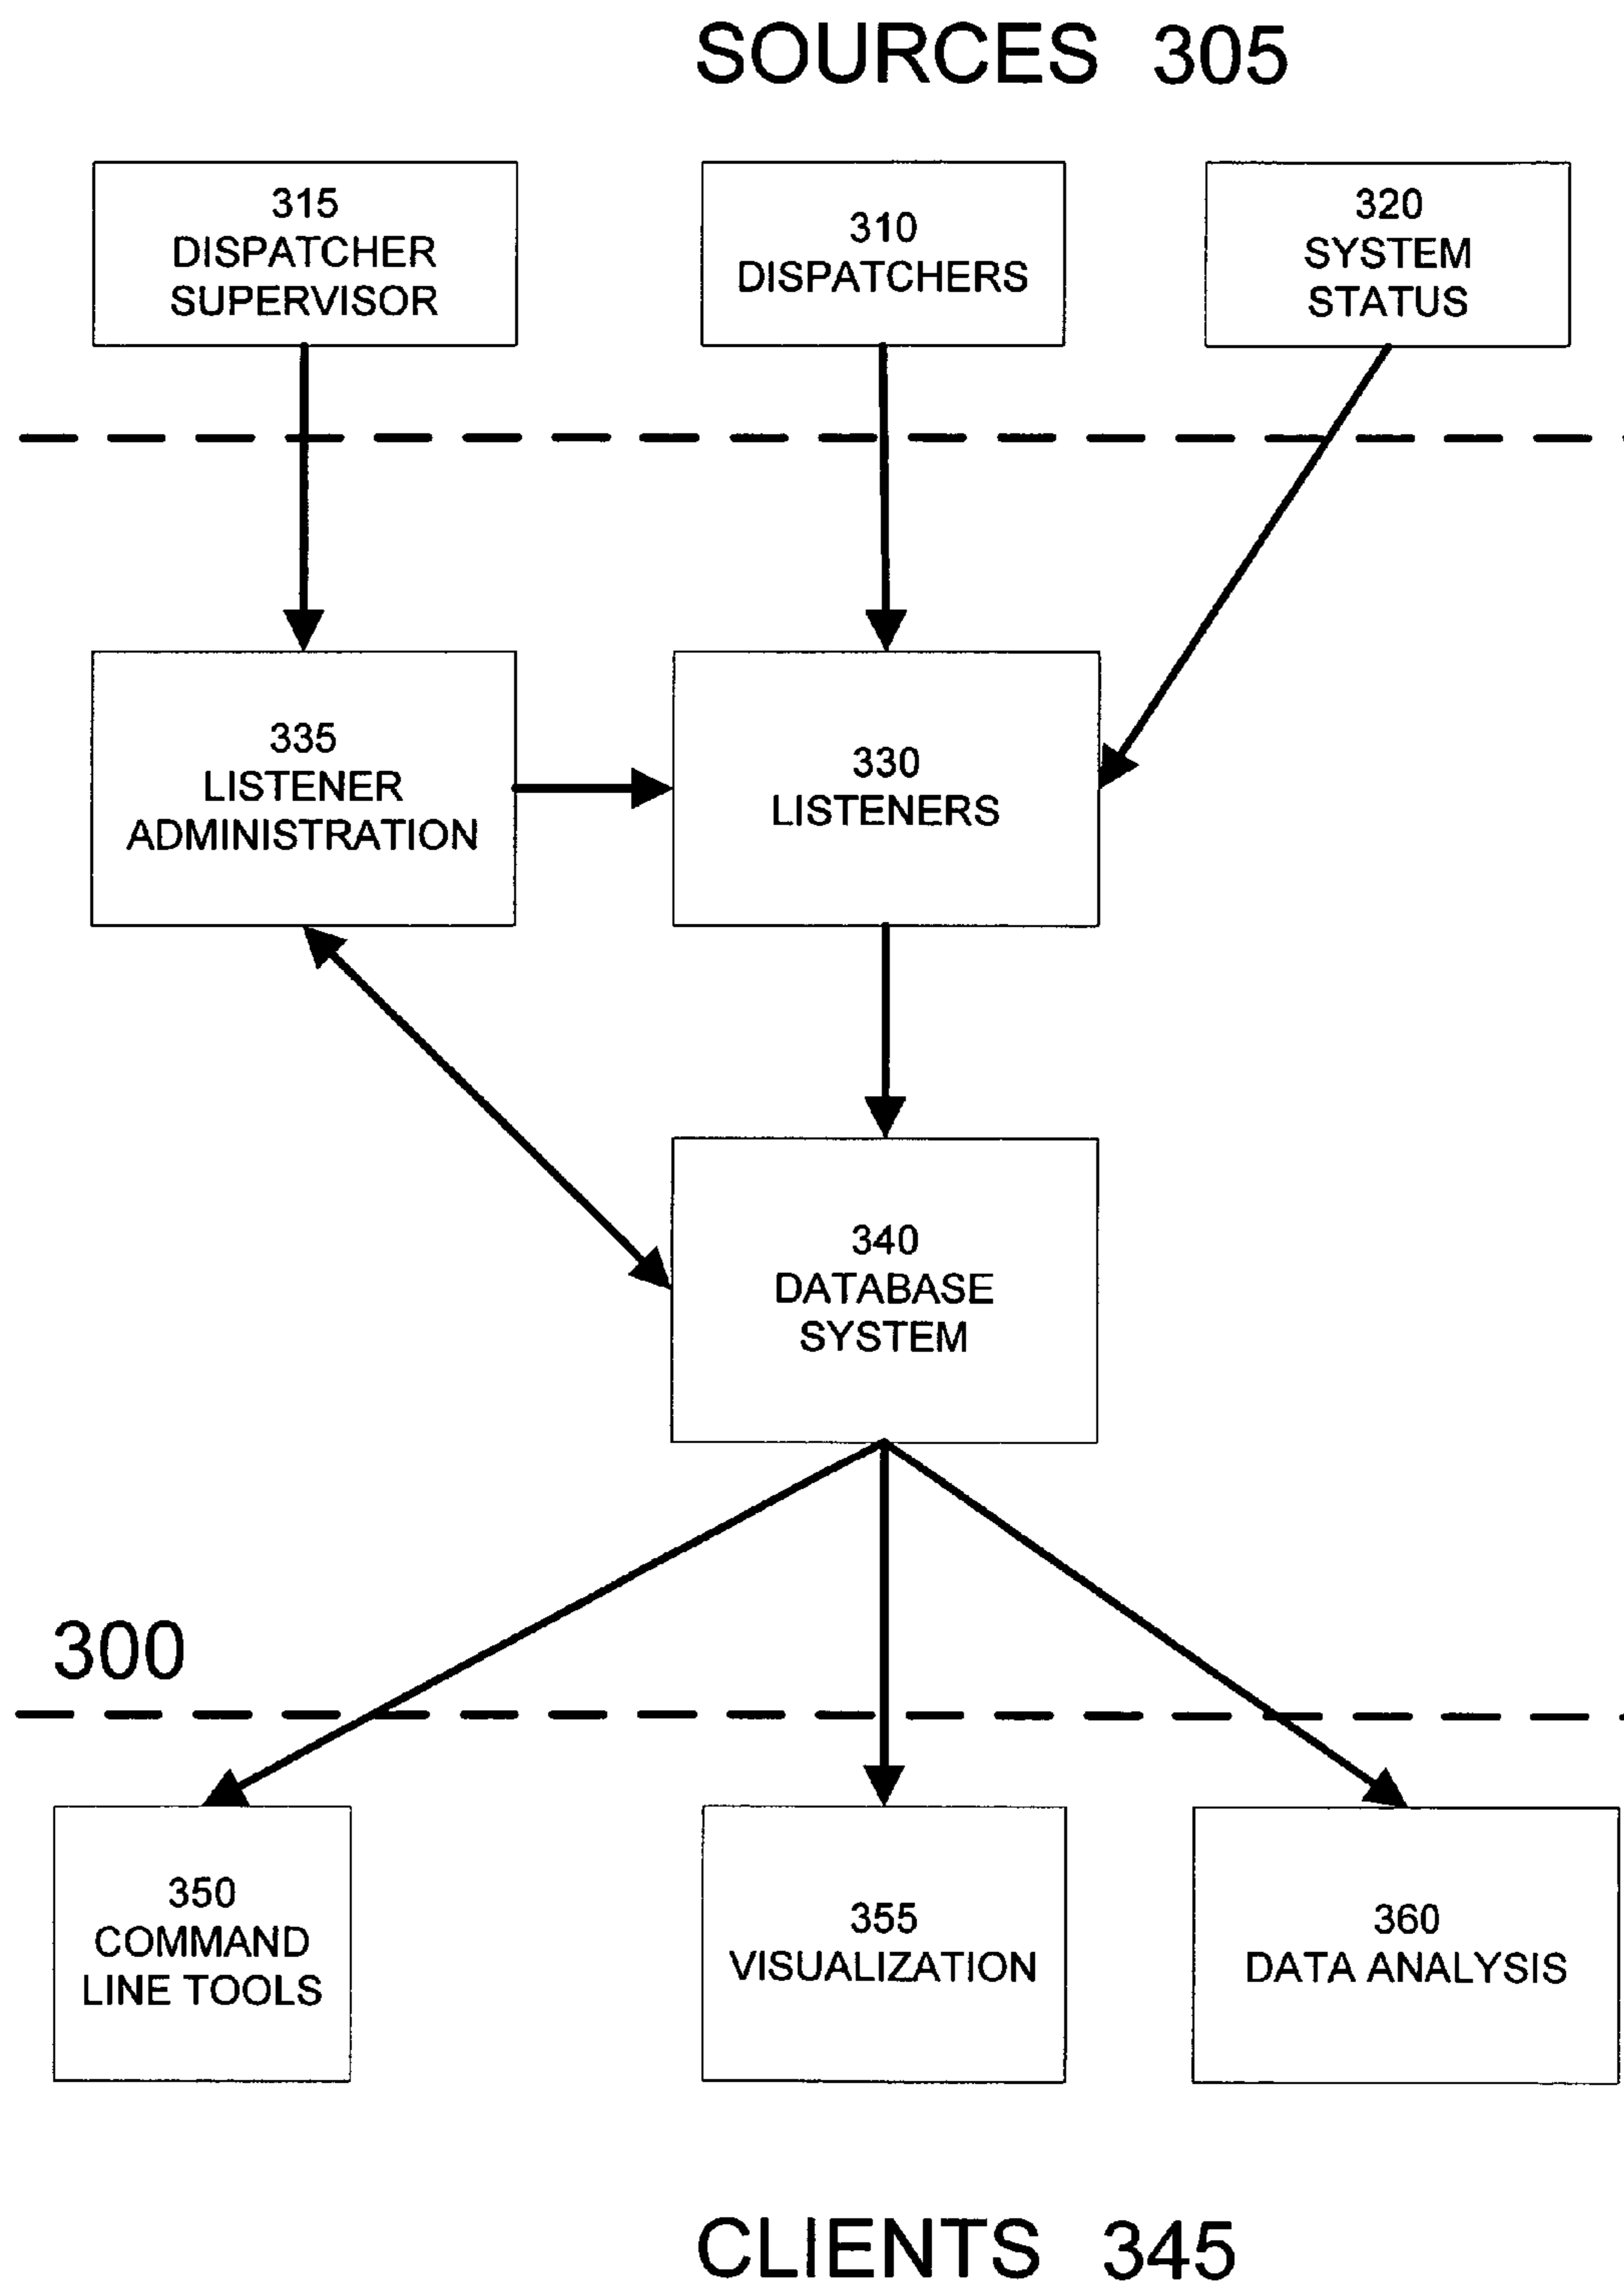 SOURCES 305
315
DISPATCHER
SUPERVISOR
310
DISPATCHERS
320
SYSTEM
STATUS
335
LISTENER
ADMINISTRATION
330
LISTENERS
340
DATABASE
SYSTEM
300
350
COMMAND
LINE TOOLS
355
VISUALIZATION
360
DATA ANALYSIS
CLIENTS 345